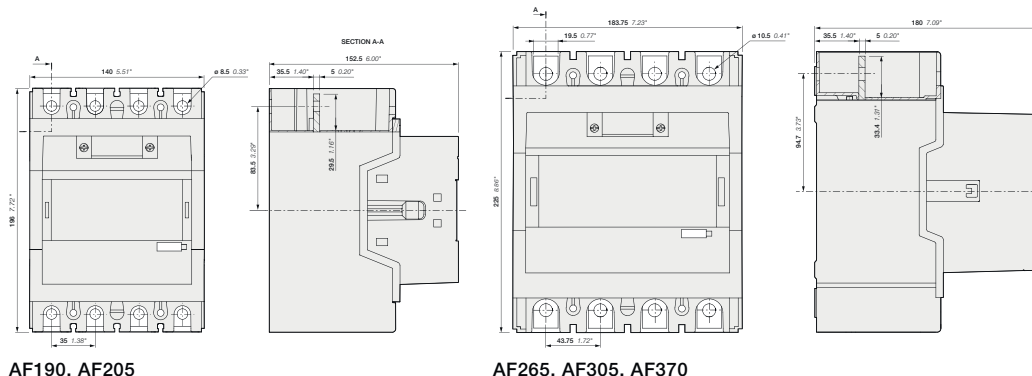 A
140 5.51"
ø 8.5 0.33"
196 7.72"
35 1.38"
SECTION A-A
152.5 6.00"
35.5 1.40"
5 0.20"
83.5 3.29"
29.5 1.16"
A
183.75 7.23"
19.5 0.77"
ø 10.5 0.41"
225 8.86"
43.75 1.72"
180 7.09"
35.5 1.40"
5 0.20"
94.7 3.73"
33.4 1.31"
AF190, AF205
AF265, AF305, AF370